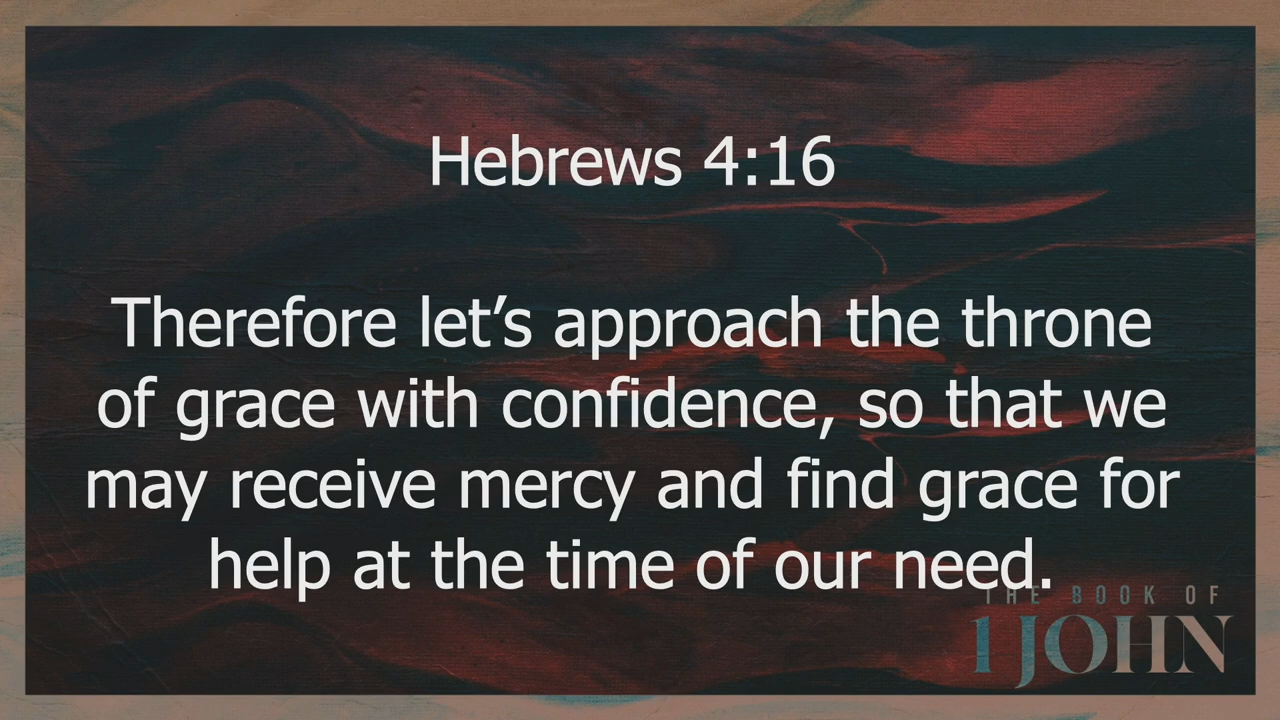 Hebrews 4:16
Therefore let’s approach the throne
of grace with confidence, so that we
may receive mercy and find grace for
help at the time of our need.
THE BOOK OF
1 JOHN